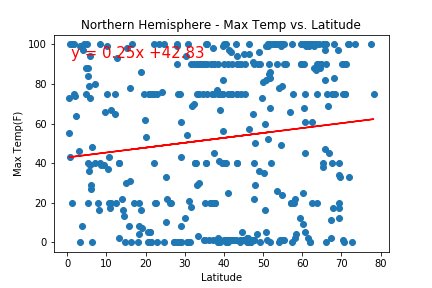 Northern Hemisphere - Max Temp vs. Latitude
y = 0.25x +42.83
Max Temp(F)
100
80
60
40
20
0
0 10 20 30 40 50 60 70 80
Latitude